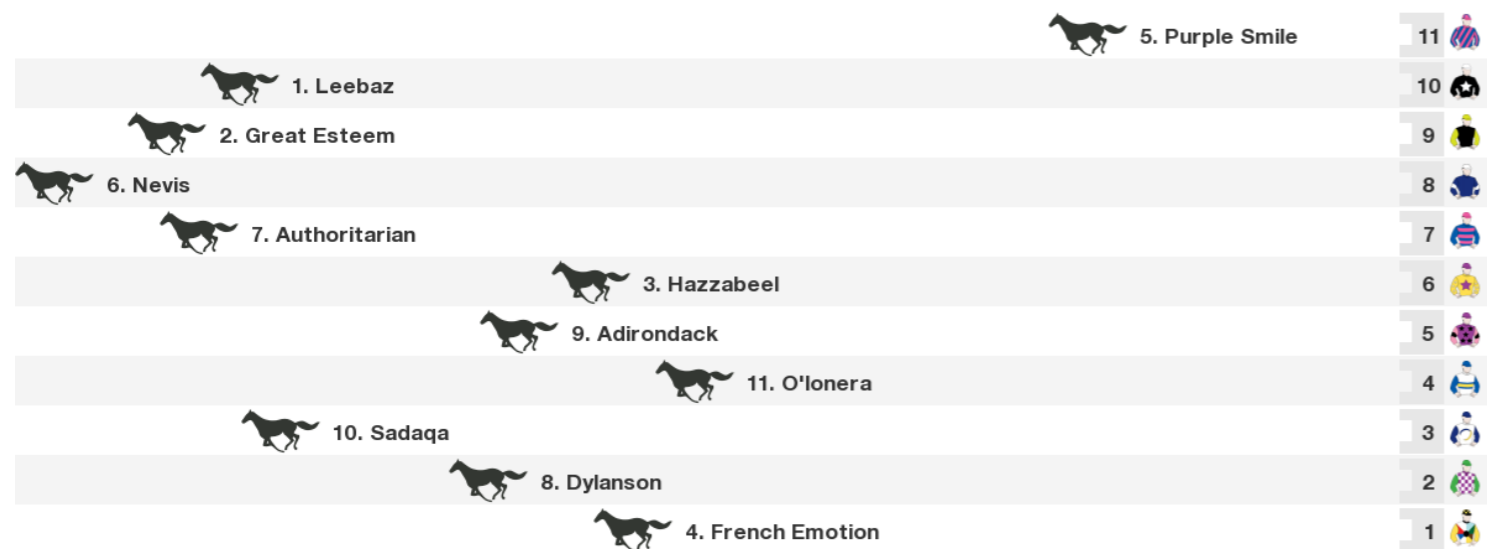 5. Purple Smile 11
1. Leebaz 10
2. Great Esteem 9
6. Nevis 8
7. Authoritarian 7
3. Hazzabeel 6
9. Adirondack 5
11. O'lonera 4
10. Sadaqa 3
8. Dylanson 2
4. French Emotion 1